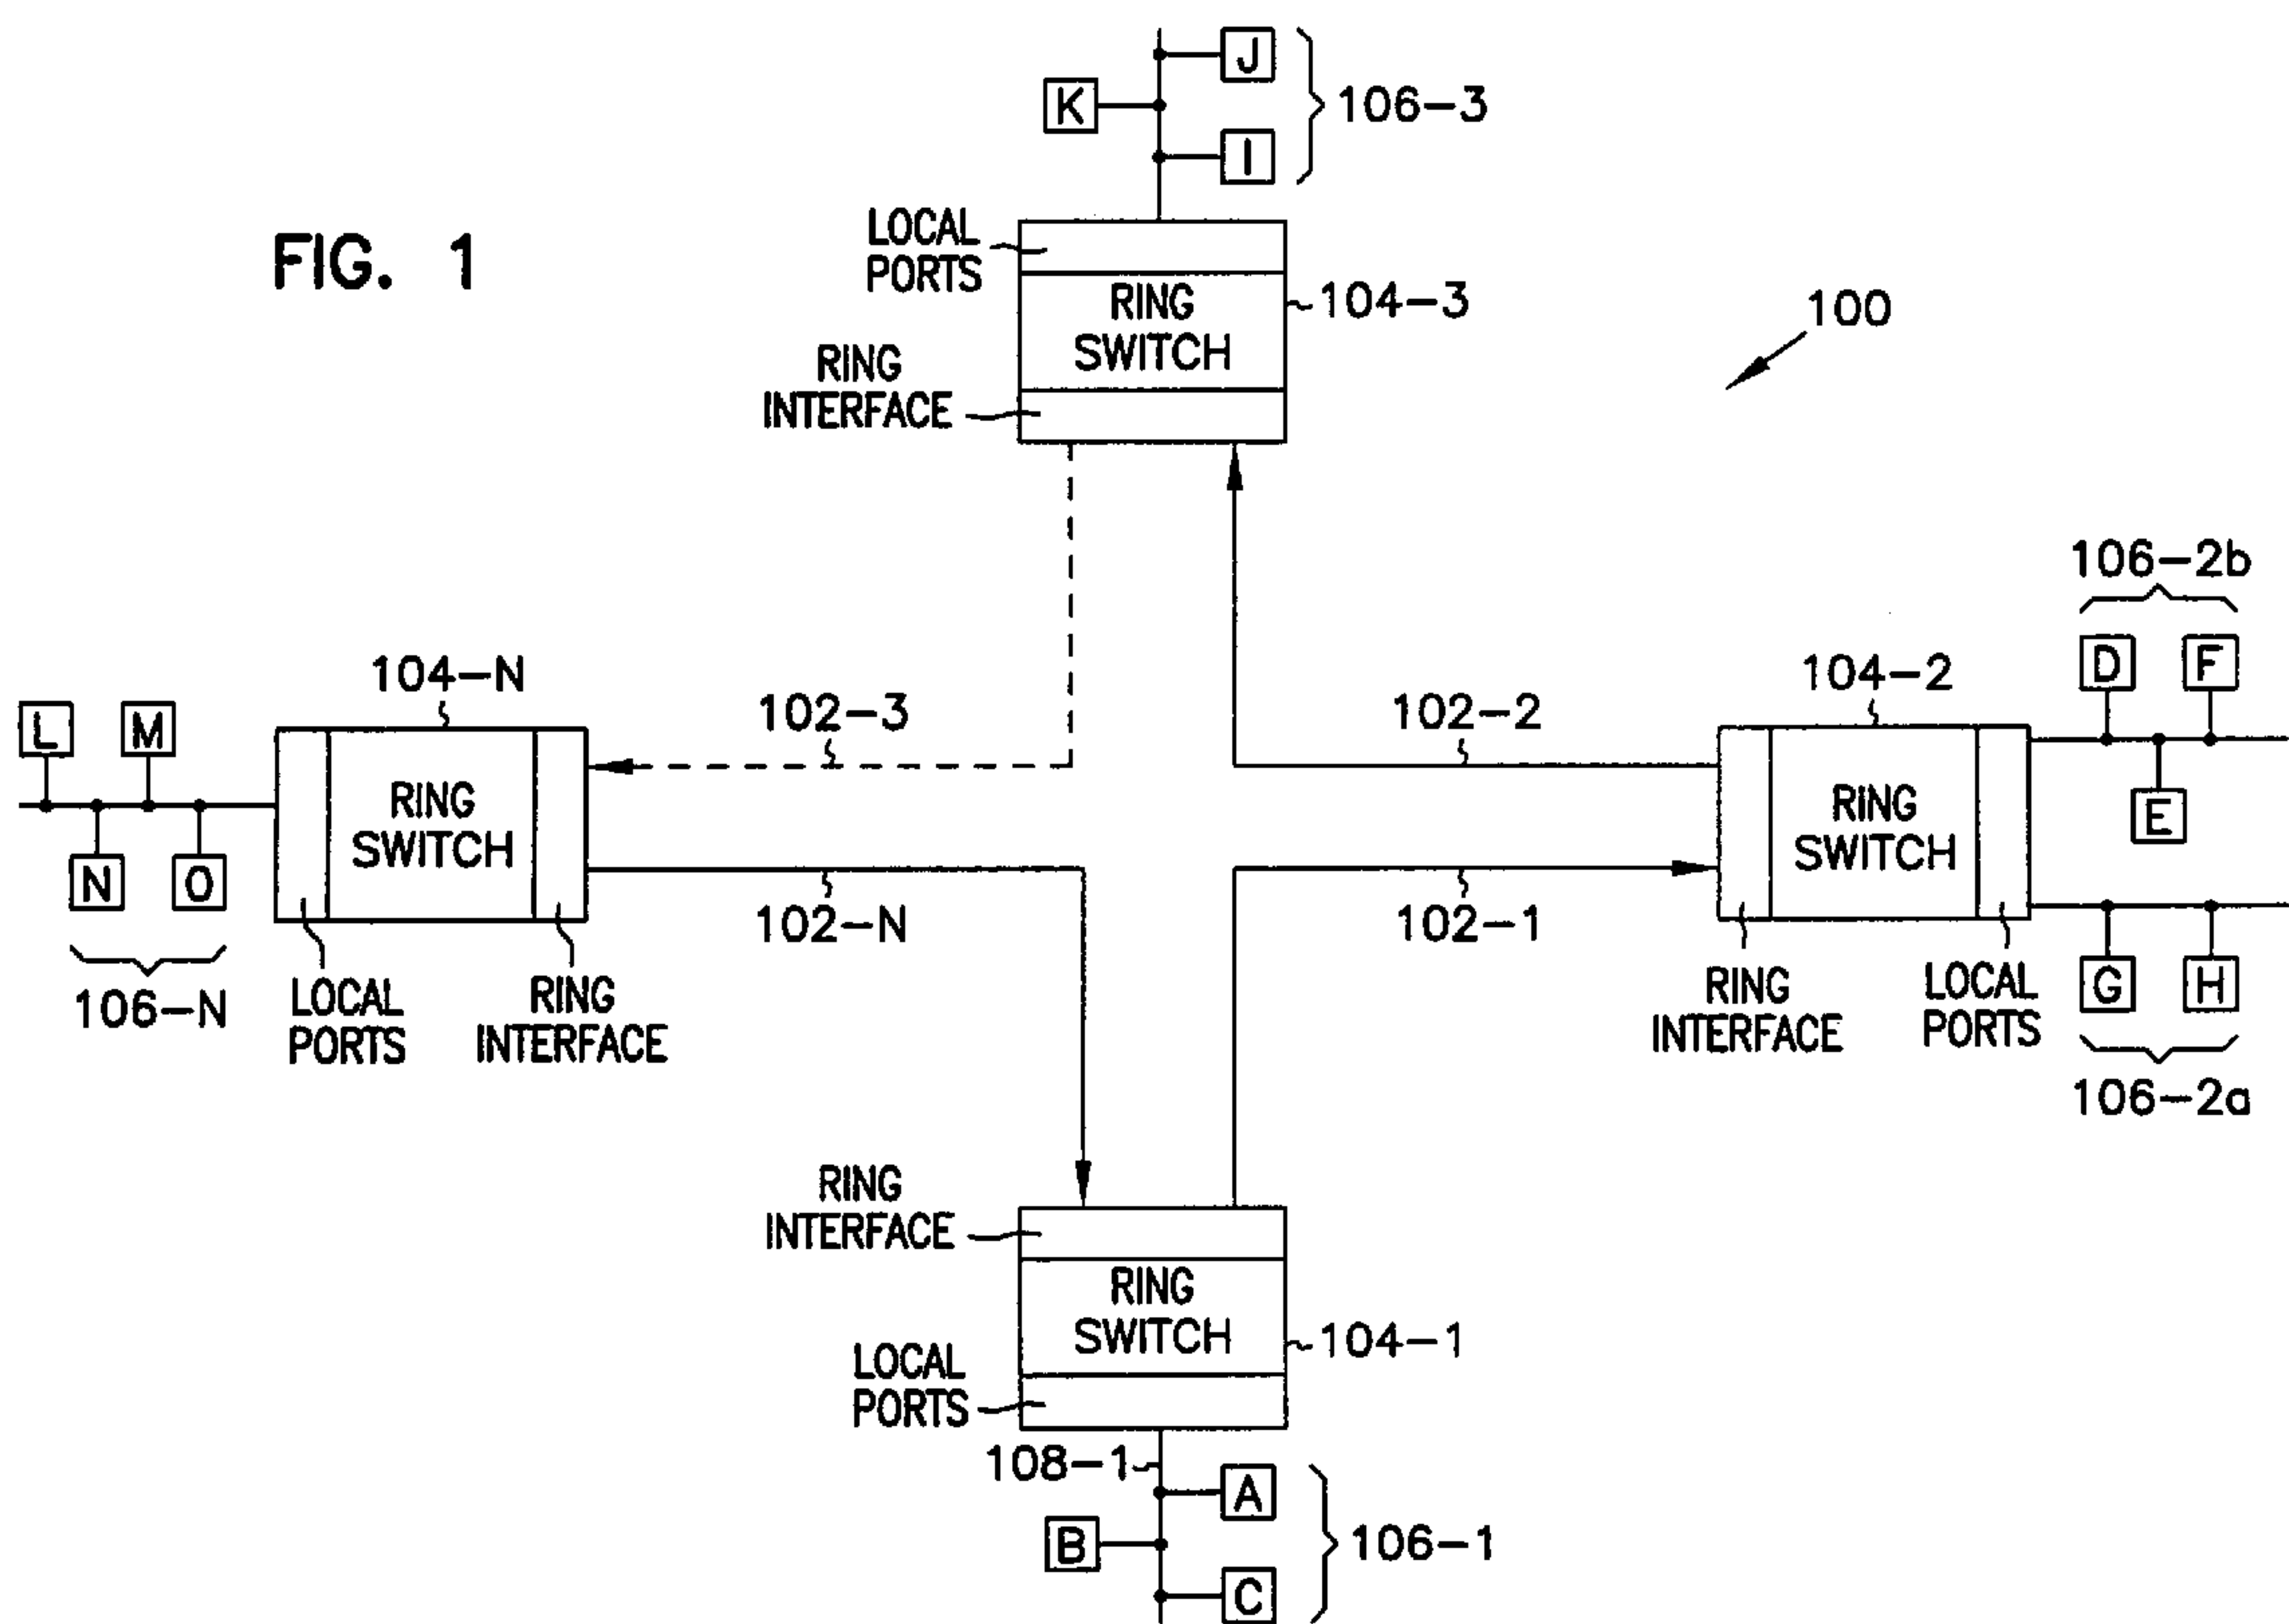 FIG. 1
J
K
I
106-3
LOCAL
PORTS
RING
SWITCH
104-3
RING
INTERFACE
100
106-2b
D
F
E
104-N
102-3
102-2
104-2
L
M
N
O
RING
SWITCH
RING
SWITCH
102-N
102-1
106-N
LOCAL
PORTS
RING
INTERFACE
RING
INTERFACE
LOCAL
PORTS
G
H
106-2a
RING
INTERFACE
RING
SWITCH
104-1
LOCAL
PORTS
108-1
A
B
C
106-1